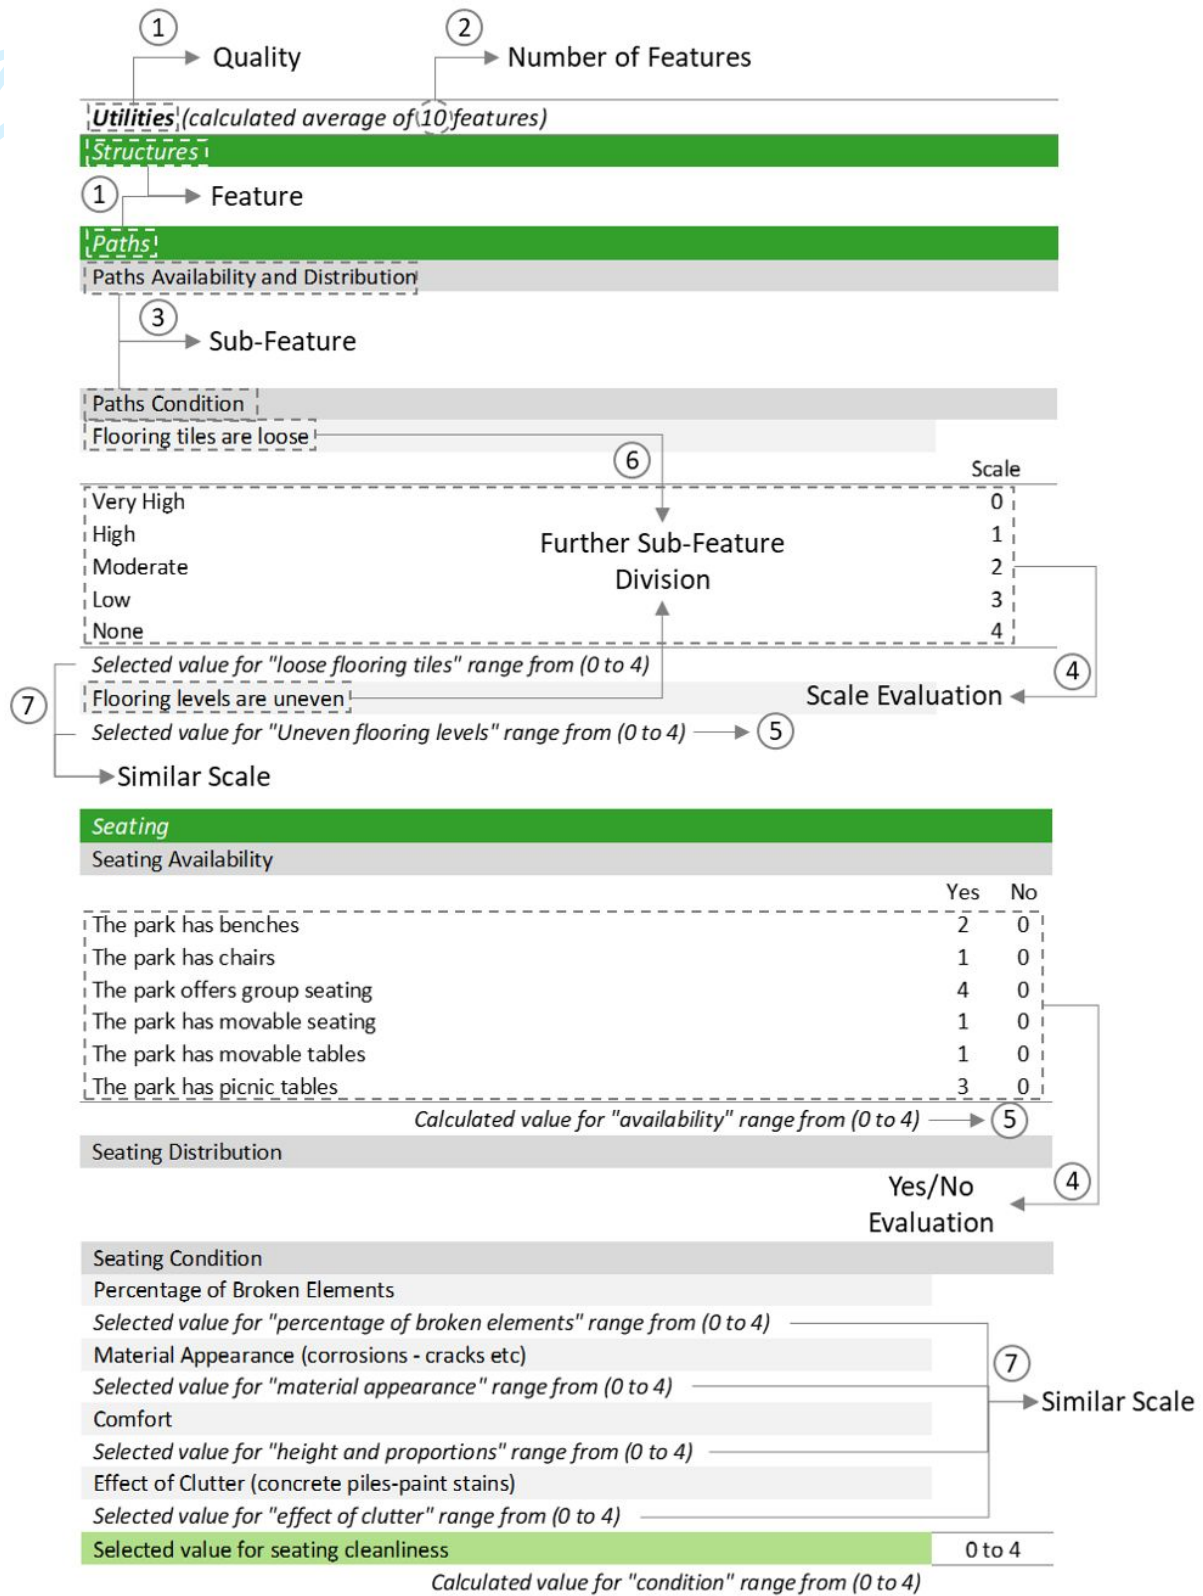 1
2
Quality
Number of Features
Utilities (calculated average of 10 features)
Structures
1
Feature
Paths
Paths Availability and Distribution
3
Sub-Feature
Paths Condition
Flooring tiles are loose
6
Scale
Very High 0
High 1
Further Sub-Feature
Moderate 2
Division
Low 3
None 4
Selected value for "loose flooring tiles" range from (0 to 4)
4
7
Flooring levels are uneven
Scale Evaluation
Selected value for "Uneven flooring levels" range from (0 to 4)
5
Similar Scale
Seating
Seating Availability
Yes No
The park has benches 2 0
The park has chairs 1 0
The park offers group seating 4 0
The park has movable seating 1 0
The park has movable tables 1 0
The park has picnic tables 3 0
Calculated value for "availability" range from (0 to 4)
5
Seating Distribution
4
Yes/No
Evaluation
Seating Condition
Percentage of Broken Elements
Selected value for "percentage of broken elements" range from (0 to 4)
Material Appearance (corrosions - cracks etc)
7
Selected value for "material appearance" range from (0 to 4)
Similar Scale
Comfort
Selected value for "height and proportions" range from (0 to 4)
Effect of Clutter (concrete piles-paint stains)
Selected value for "effect of clutter" range from (0 to 4)
Selected value for seating cleanliness 0 to 4
Calculated value for "condition" range from (0 to 4)